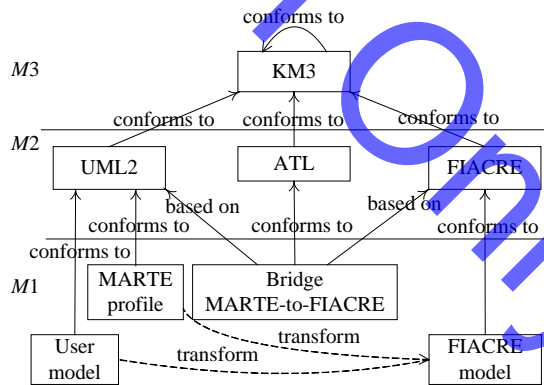 conforms to
M3
KM3
conforms to conforms to conforms to
M2
UML2 ATL FIACRE
based on based on
conforms to conforms to conforms to
conforms to
M1
MARTE
profile
Bridge
MARTE-to-FIACRE
transform
User
model
transform
FIACRE
model